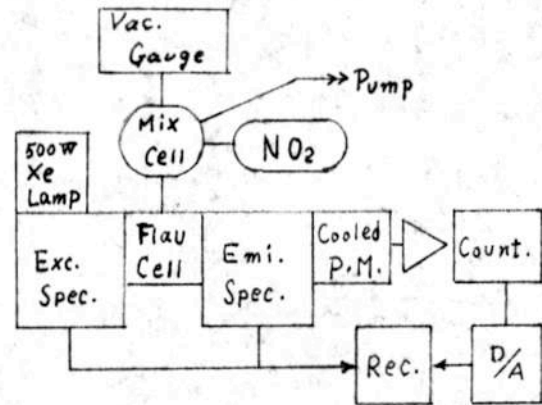 Vac.
Gauge
Pump
Mix
Cell
NO2
500W
Xe
Lamp
Exc.
Spec.
Flau
Cell
Emi.
Spec.
Cooled
P.M.
Count.
Rec.
D/A